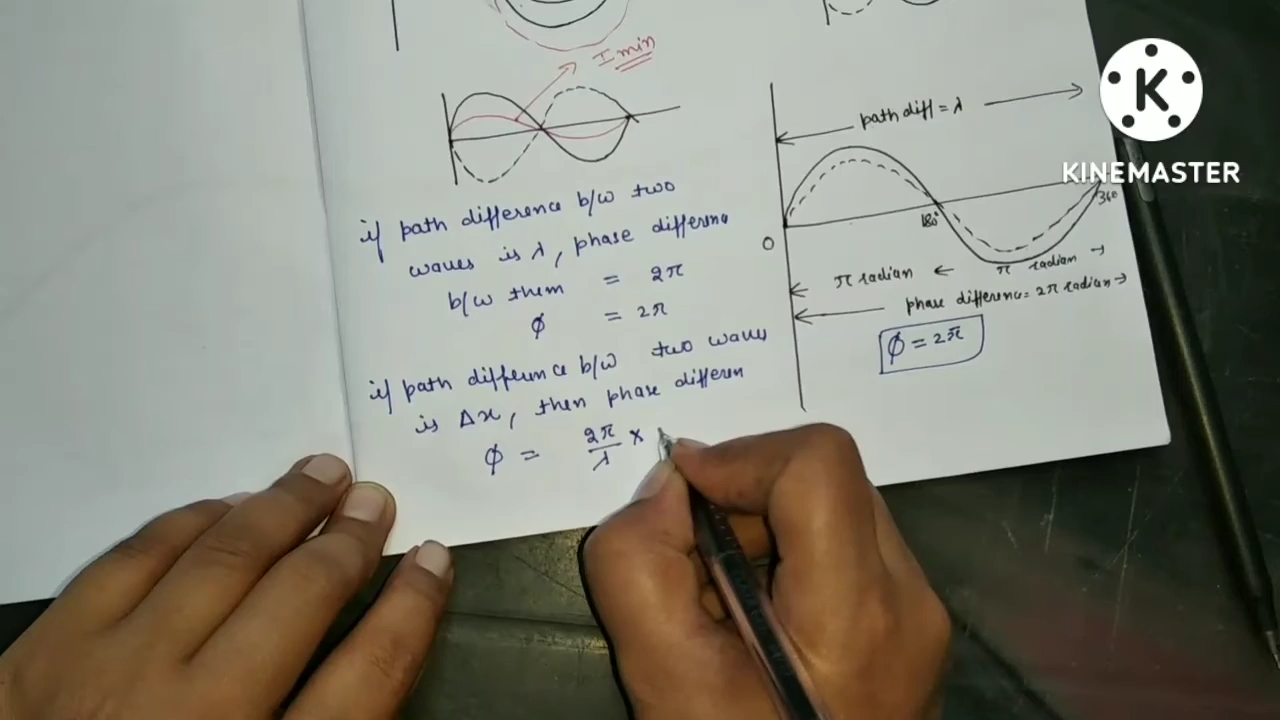 I min
if path difference b/w two
waves is λ, phase differenc
b/w them = 2π
φ = 2π
if path difference b/w two waves
is Δx, then phase differen
φ = 2π/λ ×
path diff = λ
0
180°
360
π radian ← π radian →
phase difference = 2π radian →
φ = 2π
K
KINEMASTER